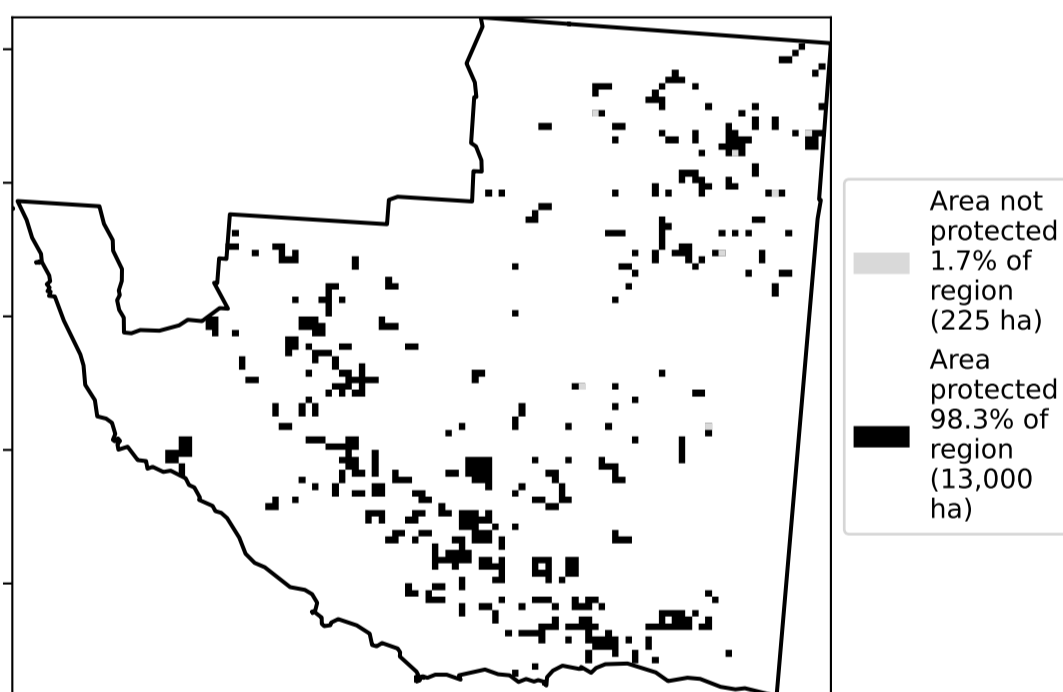 Area not
protected
1.7% of
region
(225 ha)
Area
protected
98.3% of
region
(13,000
ha)